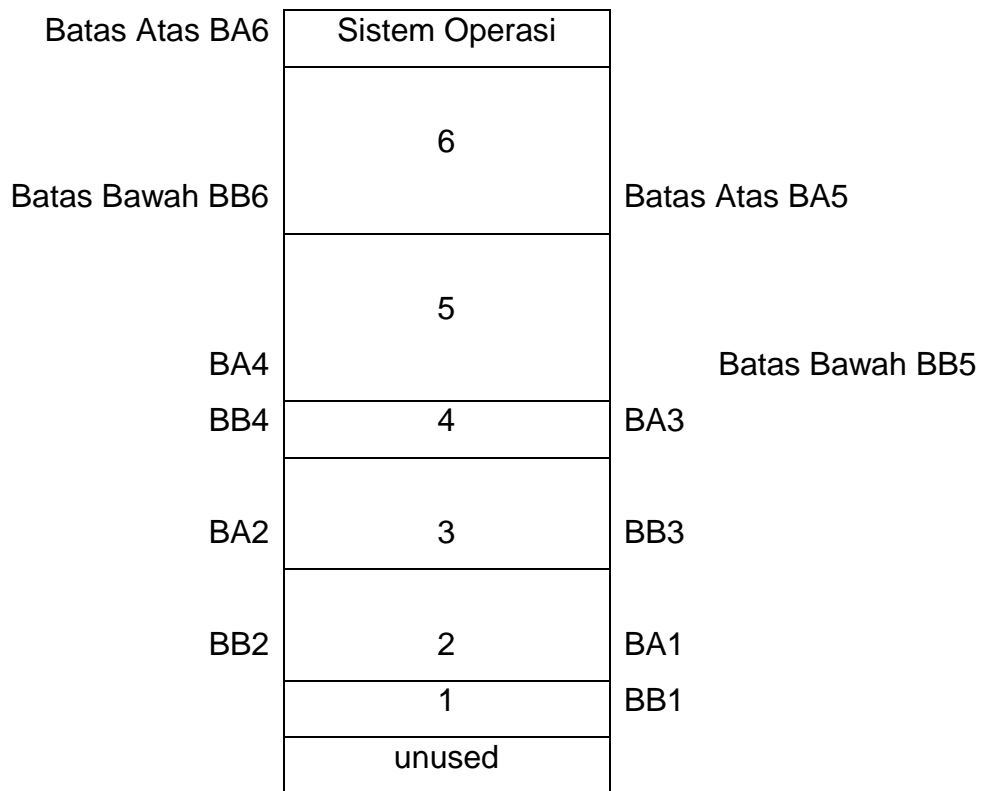 Batas Atas BA6 Sistem Operasi
6
Batas Bawah BB6 Batas Atas BA5
5
BA4 Batas Bawah BB5
BB4 4 BA3
BA2 3 BB3
BB2 2 BA1
1 BB1
unused